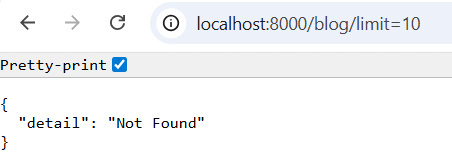 localhost:8000/blog/limit=10
Pretty-print
{
"detail": "Not Found"
}